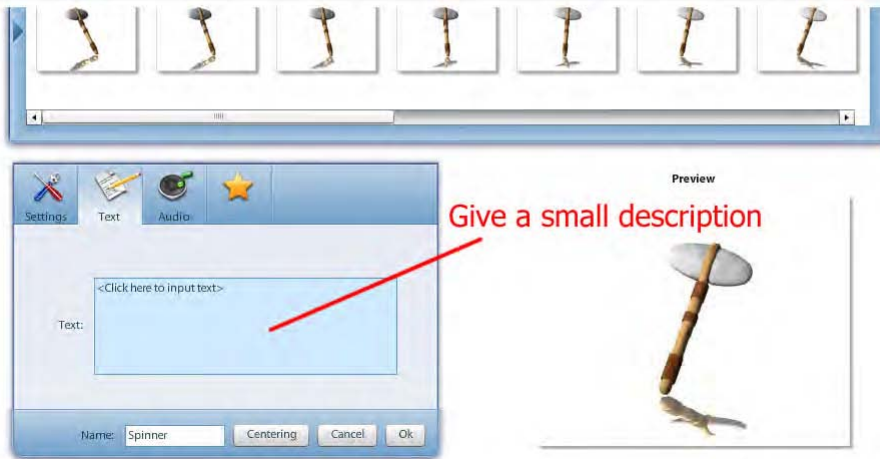 Preview
Settings
Text
Audio
Give a small description
<Click here to input text>
Text:
Name:
Spinner
Centering
Cancel
Ok